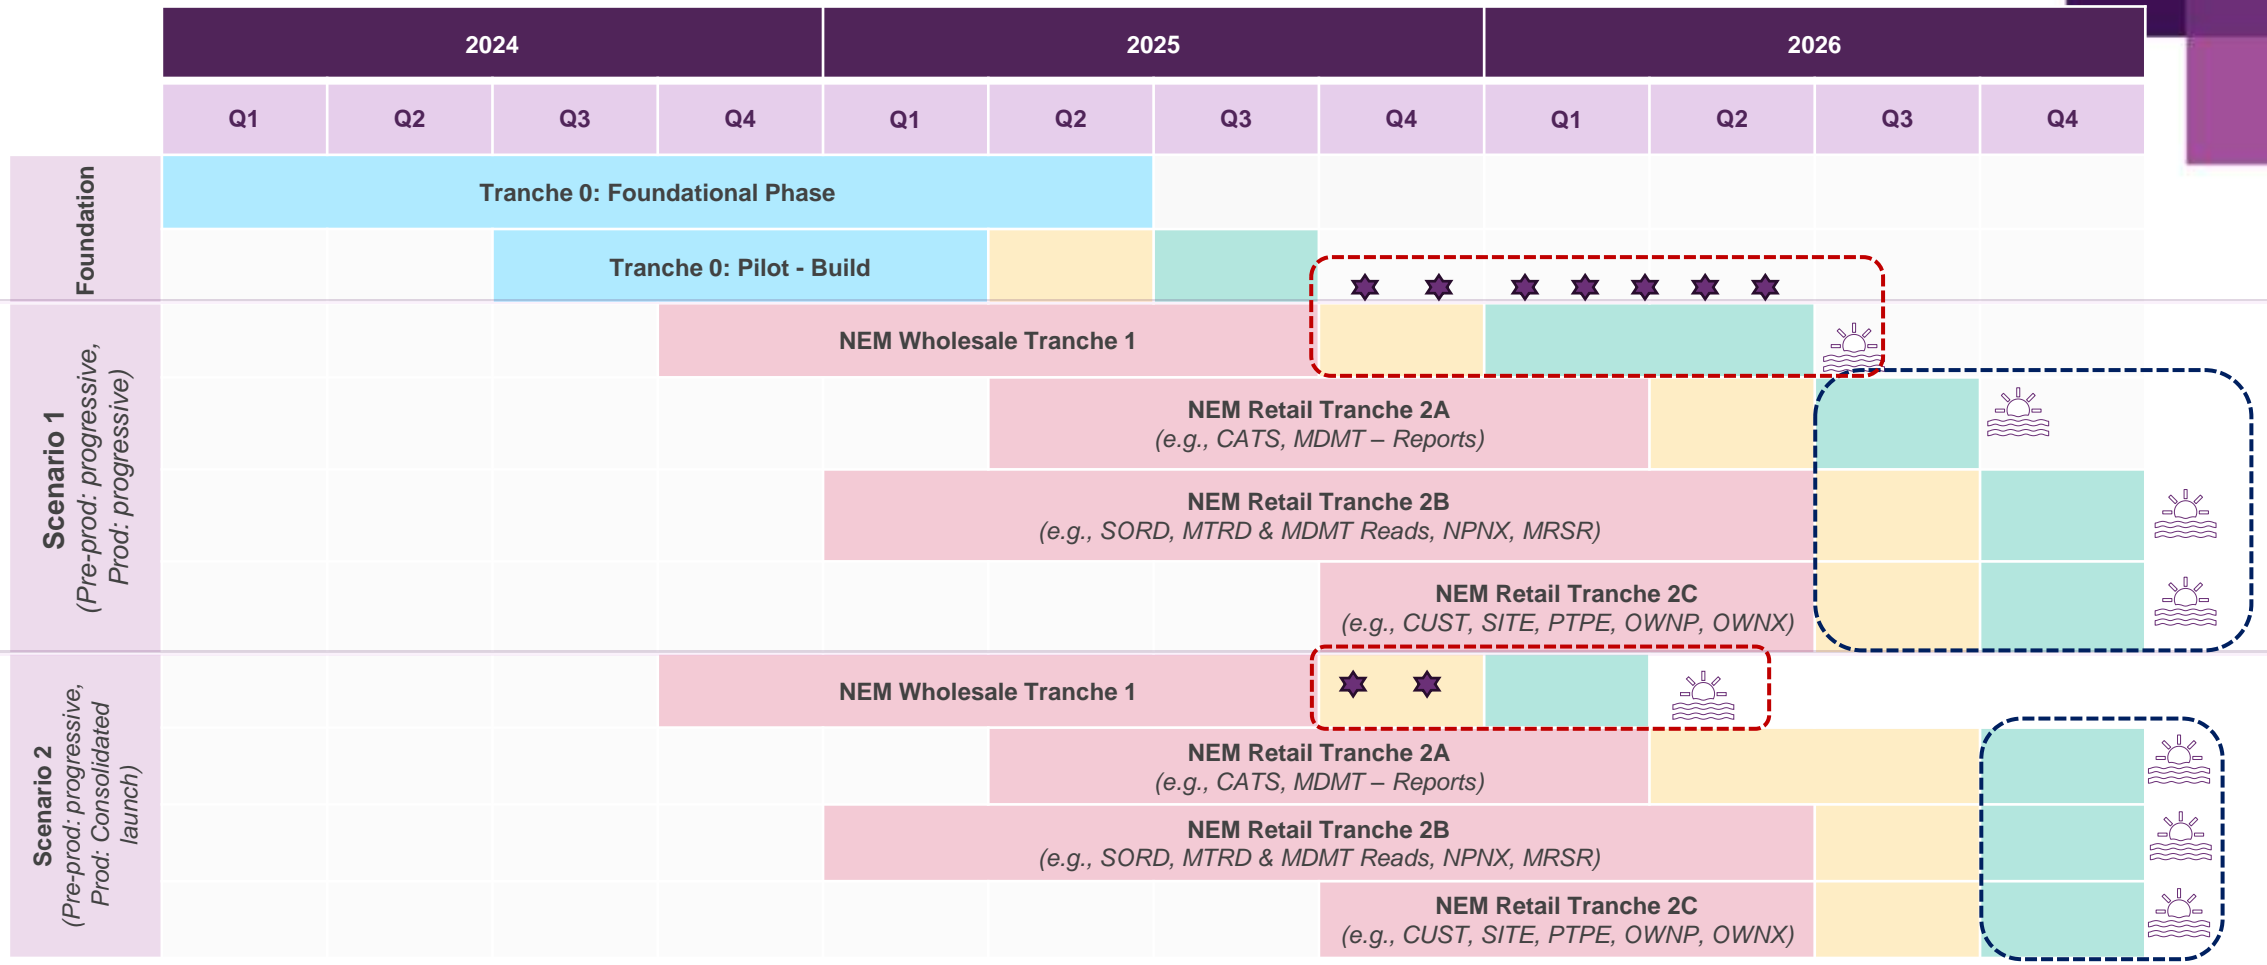 2024
2025
2026
Q1
Q2
Q3
Q4
Q1
Q2
Q3
Q4
Q1
Q2
Q3
Q4
Foundation
Tranche 0: Foundational Phase
Tranche 0: Pilot - Build
Scenario 1
(Pre-prod: progressive,
Prod: progressive)
NEM Wholesale Tranche 1
NEM Retail Tranche 2A
(e.g., CATS, MDMT – Reports)
NEM Retail Tranche 2B
(e.g., SORD, MTRD & MDMT Reads, NPNX, MRSR)
NEM Retail Tranche 2C
(e.g., CUST, SITE, PTPE, OWNP, OWNX)
Scenario 2
(Pre-prod: progressive,
Prod: Consolidated
launch)
NEM Wholesale Tranche 1
NEM Retail Tranche 2A
(e.g., CATS, MDMT – Reports)
NEM Retail Tranche 2B
(e.g., SORD, MTRD & MDMT Reads, NPNX, MRSR)
NEM Retail Tranche 2C
(e.g., CUST, SITE, PTPE, OWNP, OWNX)